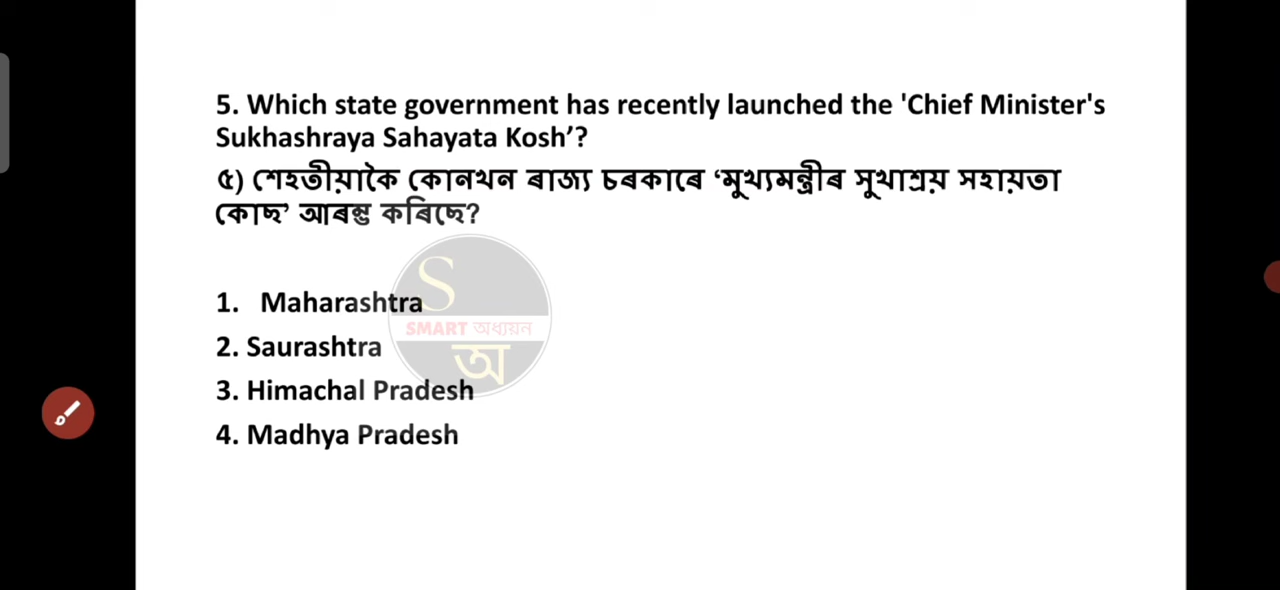 5. Which state government has recently launched the 'Chief Minister's
Sukhashraya Sahayata Kosh’?
৫) শেহতীয়াকৈ কোনখন ৰাজ্য চৰকাৰে ‘মুখ্যমন্ত্ৰীৰ সুখাশ্ৰয় সহায়তা
কোছ’ আৰম্ভ কৰিছে?
1. Maharashtra
2. Saurashtra
3. Himachal Pradesh
4. Madhya Pradesh
S
SMART অধ্যয়ন
অ